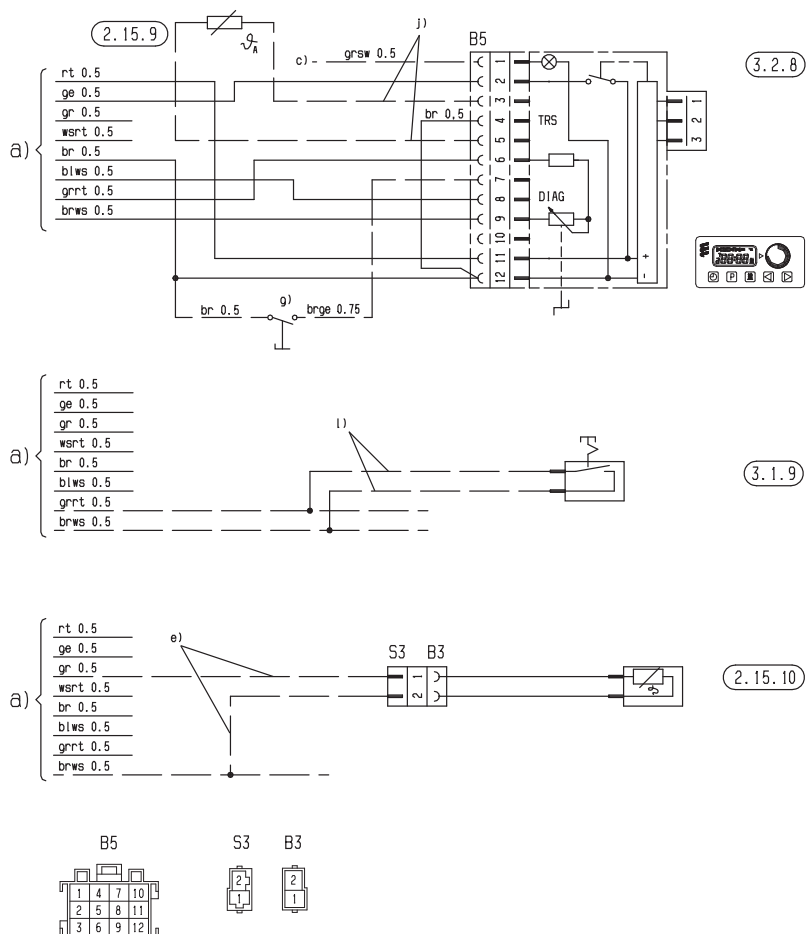 2.15.9
ϑA
j)
B5
3.2.8
c) grsw 0.5
a)
rt 0.5
ge 0.5
gr 0.5
wsrt 0.5
br 0.5
blws 0.5
grrt 0.5
brws 0.5
br 0,5
1
2
3
4
5
6
7
8
9
10
11
12
TRS
DIAG
+
-
1
2
3
P
br 0.5
g)
brge 0.75
a)
rt 0.5
ge 0.5
gr 0.5
wsrt 0.5
br 0.5
blws 0.5
grrt 0.5
brws 0.5
l)
3.1.9
a)
rt 0.5
ge 0.5
gr 0.5
wsrt 0.5
br 0.5
blws 0.5
grrt 0.5
brws 0.5
e)
S3 B3
1
2
ϑ
2.15.10
B5 S3 B3
1 4 7 10
2 5 8 11
3 6 9 12
2
1
2
1